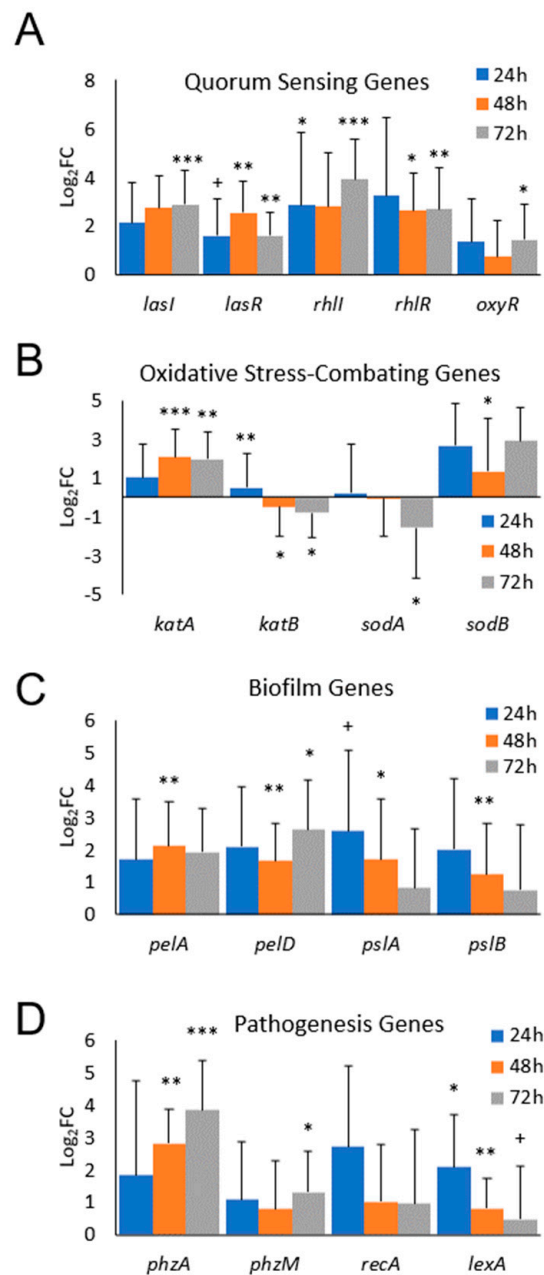 A
Quorum Sensing Genes
8
6
4
2
0
Log2FC
24h
48h
72h
*** + ** ** * *** * ** *
lasI lasR rhlI rhlR oxyR
B
Oxidative Stress-Combating Genes
5
3
1
-1
-3
-5
Log2FC
*** ** ** * * * *
24h
48h
72h
katA katB sodA sodB
C
Biofilm Genes
6
5
4
3
2
1
0
Log2FC
24h
48h
72h
** ** * + * **
pelA pelD pslA pslB
D
Pathogenesis Genes
6
5
4
3
2
1
0
Log2FC
24h
48h
72h
** *** * * ** +
phzA phzM recA lexA